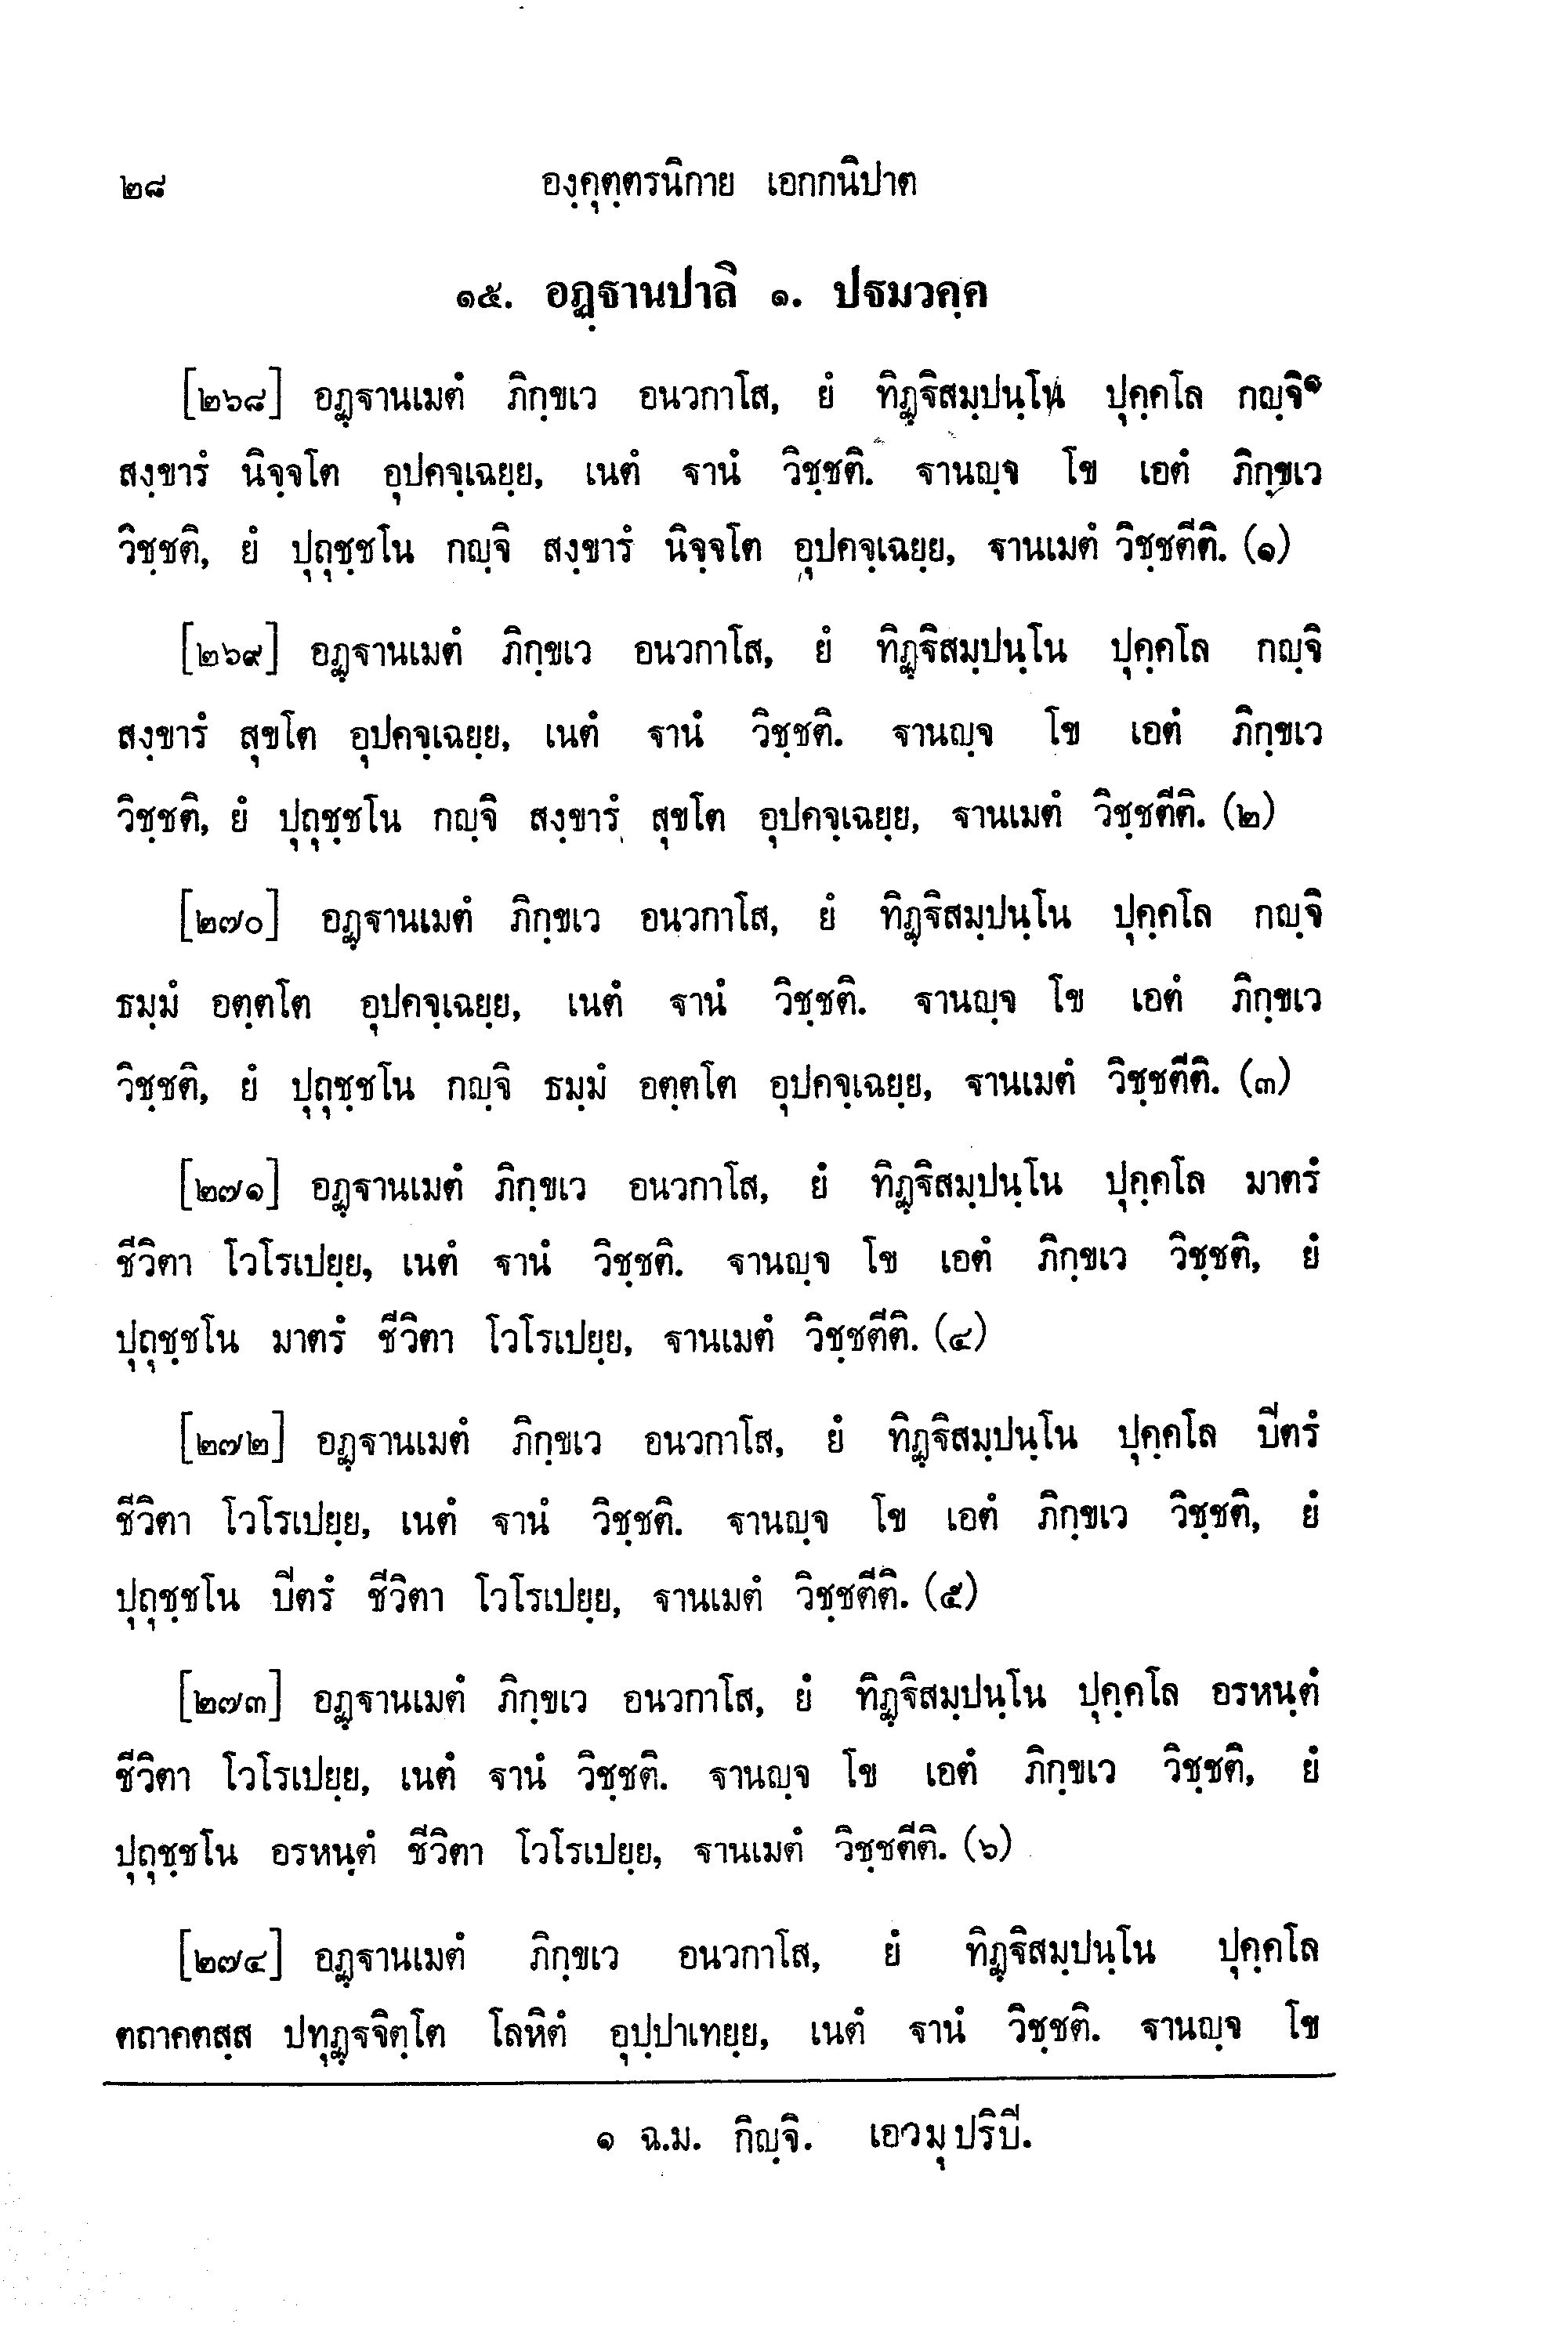 ๒๘ องฺคุตฺตรนิกาย เอกกนิปาต
๑๕. อฏฺฐานปาลิ ๑. ปฐมวคฺค
[๒๖๘] อฏฺฐานเมตํ ภิกฺขเว อนวกาโส, ยํ ทิฏฺฐิสมฺปนฺโน ปุคฺคโล กญฺจิ๑
สงฺขารํ นิจฺจโต อุปคจฺเฉยฺย, เนตํ ฐานํ วิชฺชติ. ฐานญฺจ โข เอตํ ภิกฺขเว
วิชฺชติ, ยํ ปุถุชฺชโน กญฺจิ สงฺขารํ นิจฺจโต อุปคจฺเฉยฺย, ฐานเมตํ วิชฺชตีติ. (๑)
[๒๖๙] อฏฺฐานเมตํ ภิกฺขเว อนวกาโส, ยํ ทิฏฺฐิสมฺปนฺโน ปุคฺคโล กญฺจิ
สงฺขารํ สุขโต อุปคจฺเฉยฺย, เนตํ ฐานํ วิชฺชติ. ฐานญฺจ โข เอตํ ภิกฺขเว
วิชฺชติ, ยํ ปุถุชฺชโน กญฺจิ สงฺขารํ สุขโต อุปคจฺเฉยฺย, ฐานเมตํ วิชฺชตีติ. (๒)
[๒๗๐] อฏฺฐานเมตํ ภิกฺขเว อนวกาโส, ยํ ทิฏฺฐิสมฺปนฺโน ปุคฺคโล กญฺจิ
ธมฺมํ อตฺตโต อุปคจฺเฉยฺย, เนตํ ฐานํ วิชฺชติ. ฐานญฺจ โข เอตํ ภิกฺขเว
วิชฺชติ, ยํ ปุถุชฺชโน กญฺจิ ธมฺมํ อตฺตโต อุปคจฺเฉยฺย, ฐานเมตํ วิชฺชตีติ. (๓)
[๒๗๑] อฏฺฐานเมตํ ภิกฺขเว อนวกาโส, ยํ ทิฏฺฐิสมฺปนฺโน ปุคฺคโล มาตรํ
ชีวิตา โวโรเปยฺย, เนตํ ฐานํ วิชฺชติ. ฐานญฺจ โข เอตํ ภิกฺขเว วิชฺชติ, ยํ
ปุถุชฺชโน มาตรํ ชีวิตา โวโรเปยฺย, ฐานเมตํ วิชฺชตีติ. (๔)
[๒๗๒] อฏฺฐานเมตํ ภิกฺขเว อนวกาโส, ยํ ทิฏฺฐิสมฺปนฺโน ปุคฺคโล ปีตรํ
ชีวิตา โวโรเปยฺย, เนตํ ฐานํ วิชฺชติ. ฐานญฺจ โข เอตํ ภิกฺขเว วิชฺชติ, ยํ
ปุถุชฺชโน ปีตรํ ชีวิตา โวโรเปยฺย, ฐานเมตํ วิชฺชตีติ. (๕)
[๒๗๓] อฏฺฐานเมตํ ภิกฺขเว อนวกาโส, ยํ ทิฏฺฐิสมฺปนฺโน ปุคฺคโล อรหนฺตํ
ชีวิตา โวโรเปยฺย, เนตํ ฐานํ วิชฺชติ. ฐานญฺจ โข เอตํ ภิกฺขเว วิชฺชติ, ยํ
ปุถุชฺชโน อรหนฺตํ ชีวิตา โวโรเปยฺย, ฐานเมตํ วิชฺชตีติ. (๖)
[๒๗๔] อฏฺฐานเมตํ ภิกฺขเว อนวกาโส, ยํ ทิฏฺฐิสมฺปนฺโน ปุคฺคโล
ตถาคตสฺส ปทุฏฺฐจิตฺโต โลหิตํ อุปฺปาเทยฺย, เนตํ ฐานํ วิชฺชติ. ฐานญฺจ โข
๑ ฉ.ม. กิญฺจิ. เอวมุปริปี.